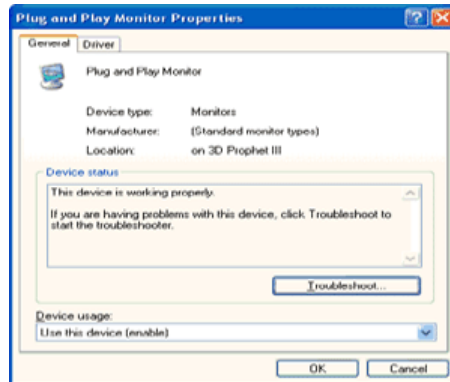 Plug and Play Monitor Properties
General Driver
Plug and Play Monitor
Device type: Monitors
Manufacturer: (Standard monitor types)
Location: on 3D Prophet III
Device status
This device is working properly.
If you are having problems with this device, click Troubleshoot to
start the troubleshooter.
Troubleshoot...
Device usage:
Use this device (enable)
OK Cancel